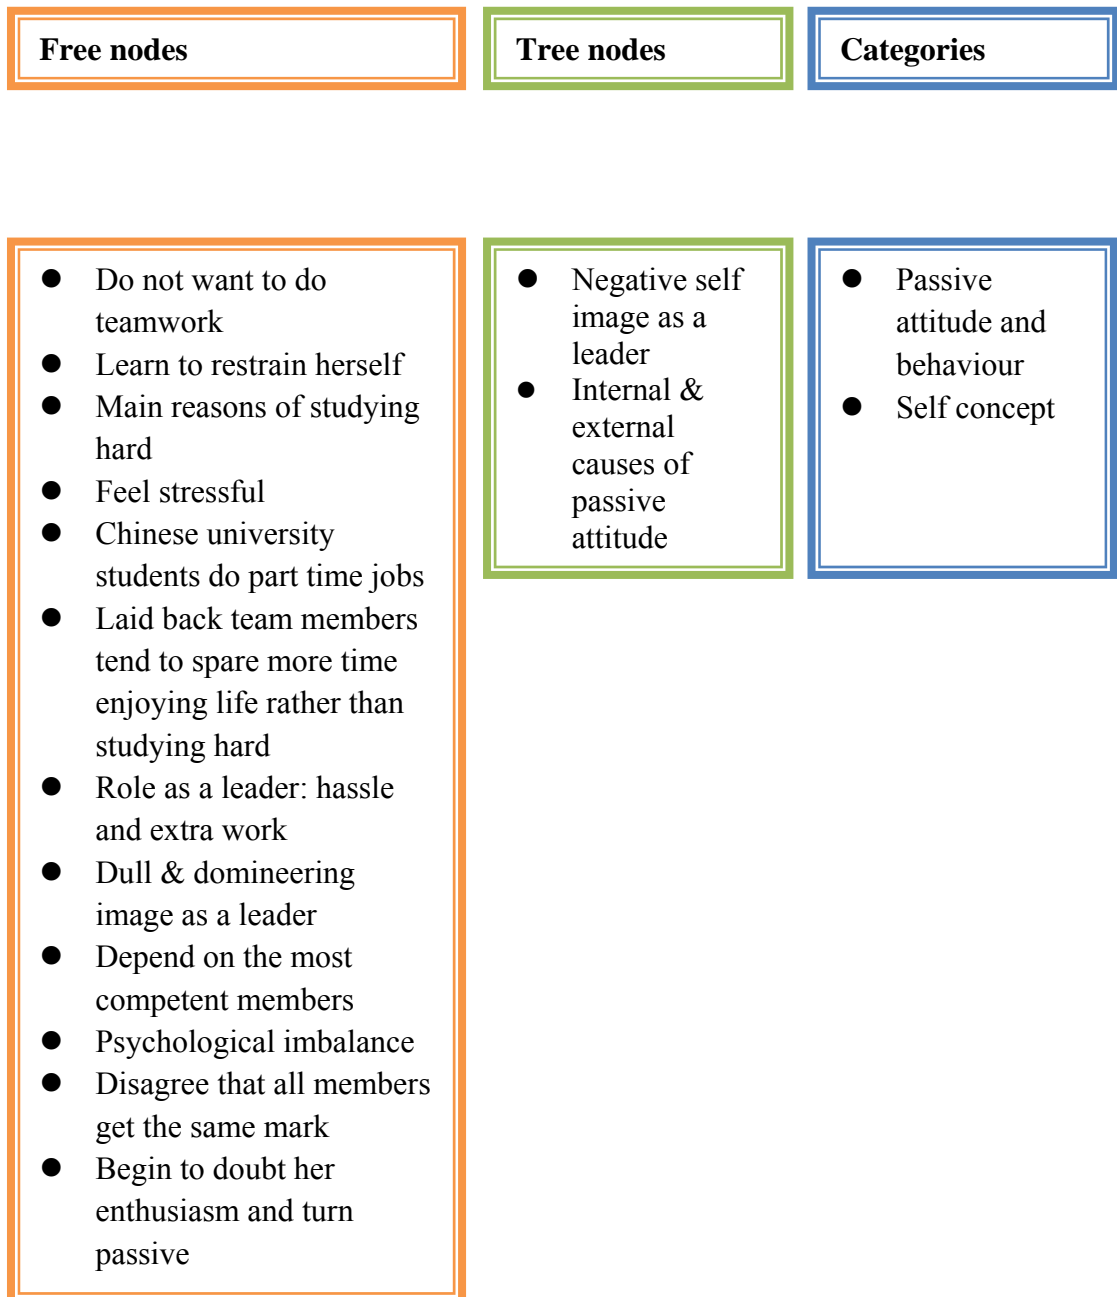 Free nodes
Tree nodes
Categories
● Do not want to do
teamwork
● Learn to restrain herself
● Main reasons of studying
hard
● Feel stressful
● Chinese university
students do part time jobs
● Laid back team members
tend to spare more time
enjoying life rather than
studying hard
● Role as a leader: hassle
and extra work
● Dull & domineering
image as a leader
● Depend on the most
competent members
● Psychological imbalance
● Disagree that all members
get the same mark
● Begin to doubt her
enthusiasm and turn
passive
● Negative self
image as a
leader
● Internal &
external
causes of
passive
attitude
● Passive
attitude and
behaviour
● Self concept